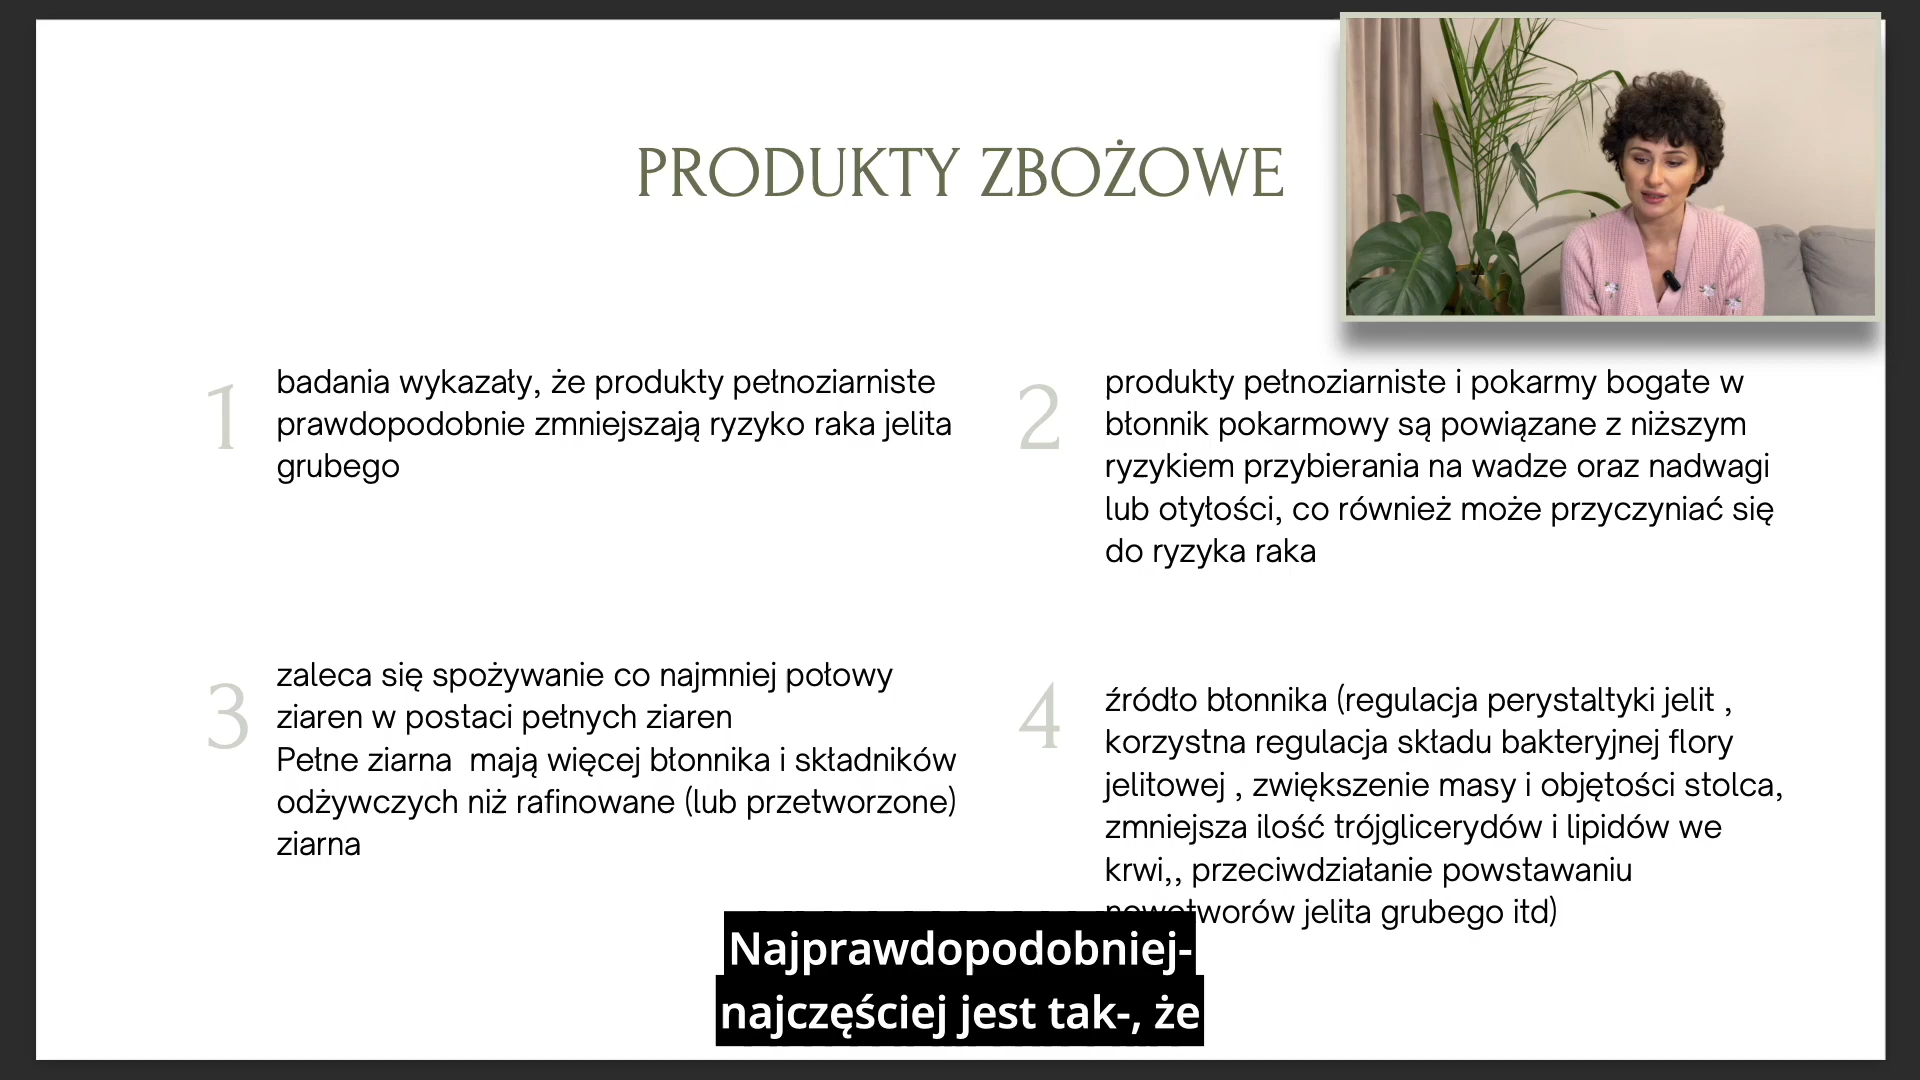 PRODUKTY ZBOŻOWE
1
badania wykazały, że produkty pełnoziarniste
prawdopodobnie zmniejszają ryzyko raka jelita
grubego
2
produkty pełnoziarniste i pokarmy bogate w
błonnik pokarmowy są powiązane z niższym
ryzykiem przybierania na wadze oraz nadwagi
lub otyłości, co również może przyczyniać się
do ryzyka raka
3
zaleca się spożywanie co najmniej połowy
ziaren w postaci pełnych ziaren
Pełne ziarna  mają więcej błonnika i składników
odżywczych niż rafinowane (lub przetworzone)
ziarna
4
źródło błonnika (regulacja perystaltyki jelit ,
korzystna regulacja składu bakteryjnej flory
jelitowej , zwiększenie masy i objętości stolca,
zmniejsza ilość trójglicerydów i lipidów we
krwi,, przeciwdziałanie powstawaniu
nowotworów jelita grubego itd)
Najprawdopodobniej-
najczęściej jest tak-, że